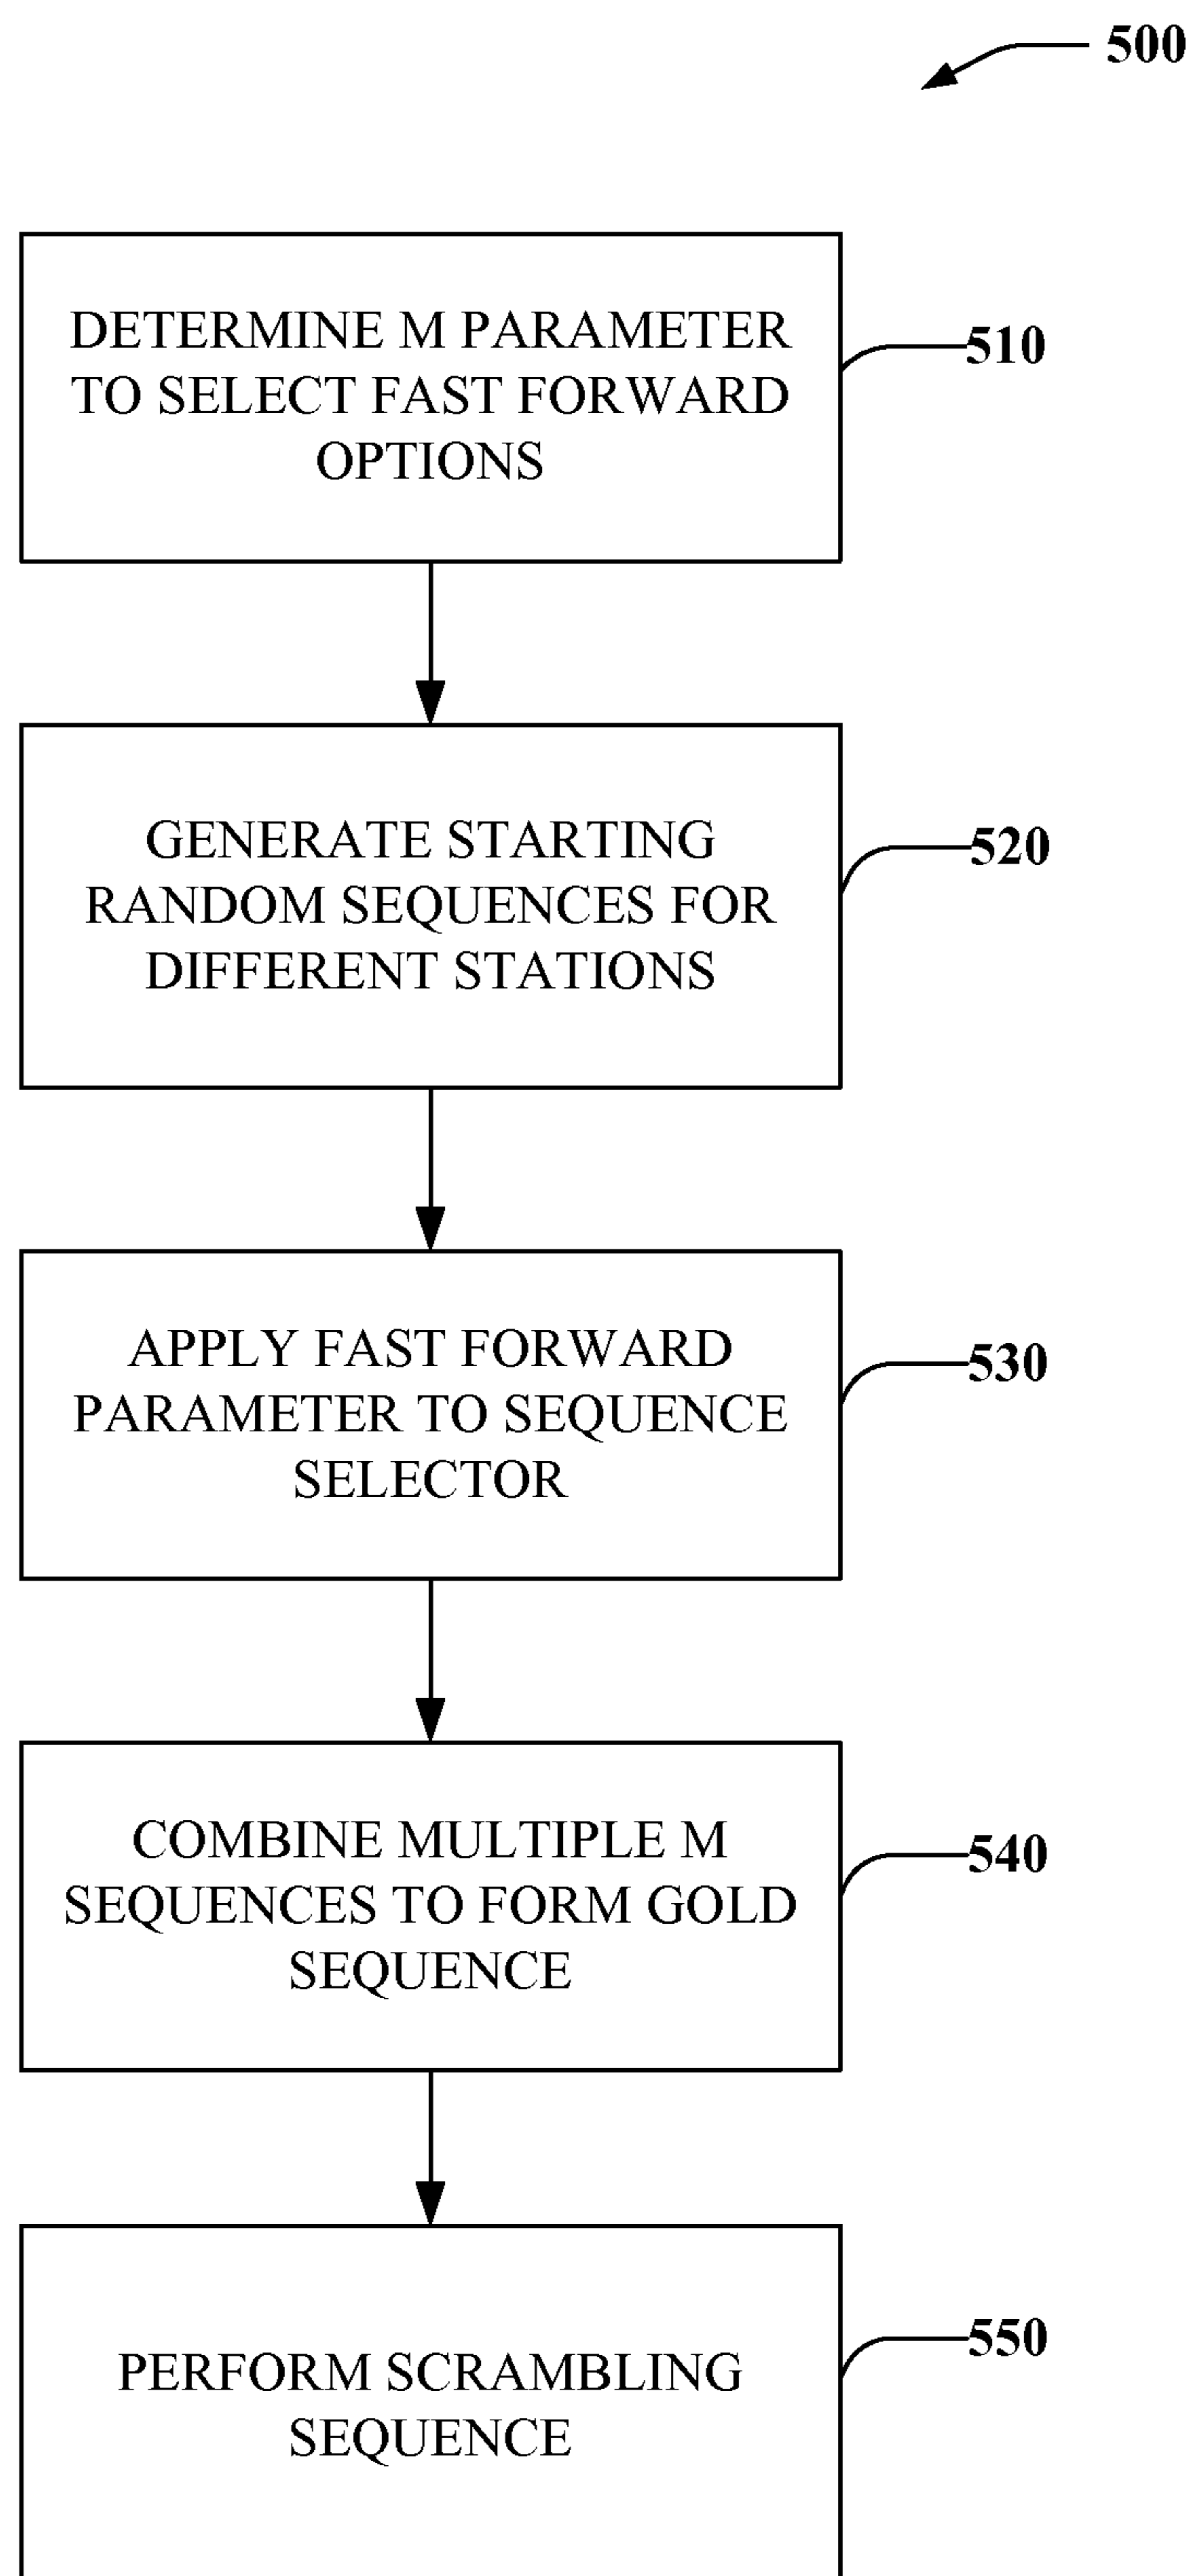 500
DETERMINE M PARAMETER
TO SELECT FAST FORWARD
OPTIONS
510
GENERATE STARTING
RANDOM SEQUENCES FOR
DIFFERENT STATIONS
520
APPLY FAST FORWARD
PARAMETER TO SEQUENCE
SELECTOR
530
COMBINE MULTIPLE M
SEQUENCES TO FORM GOLD
SEQUENCE
540
PERFORM SCRAMBLING
SEQUENCE
550